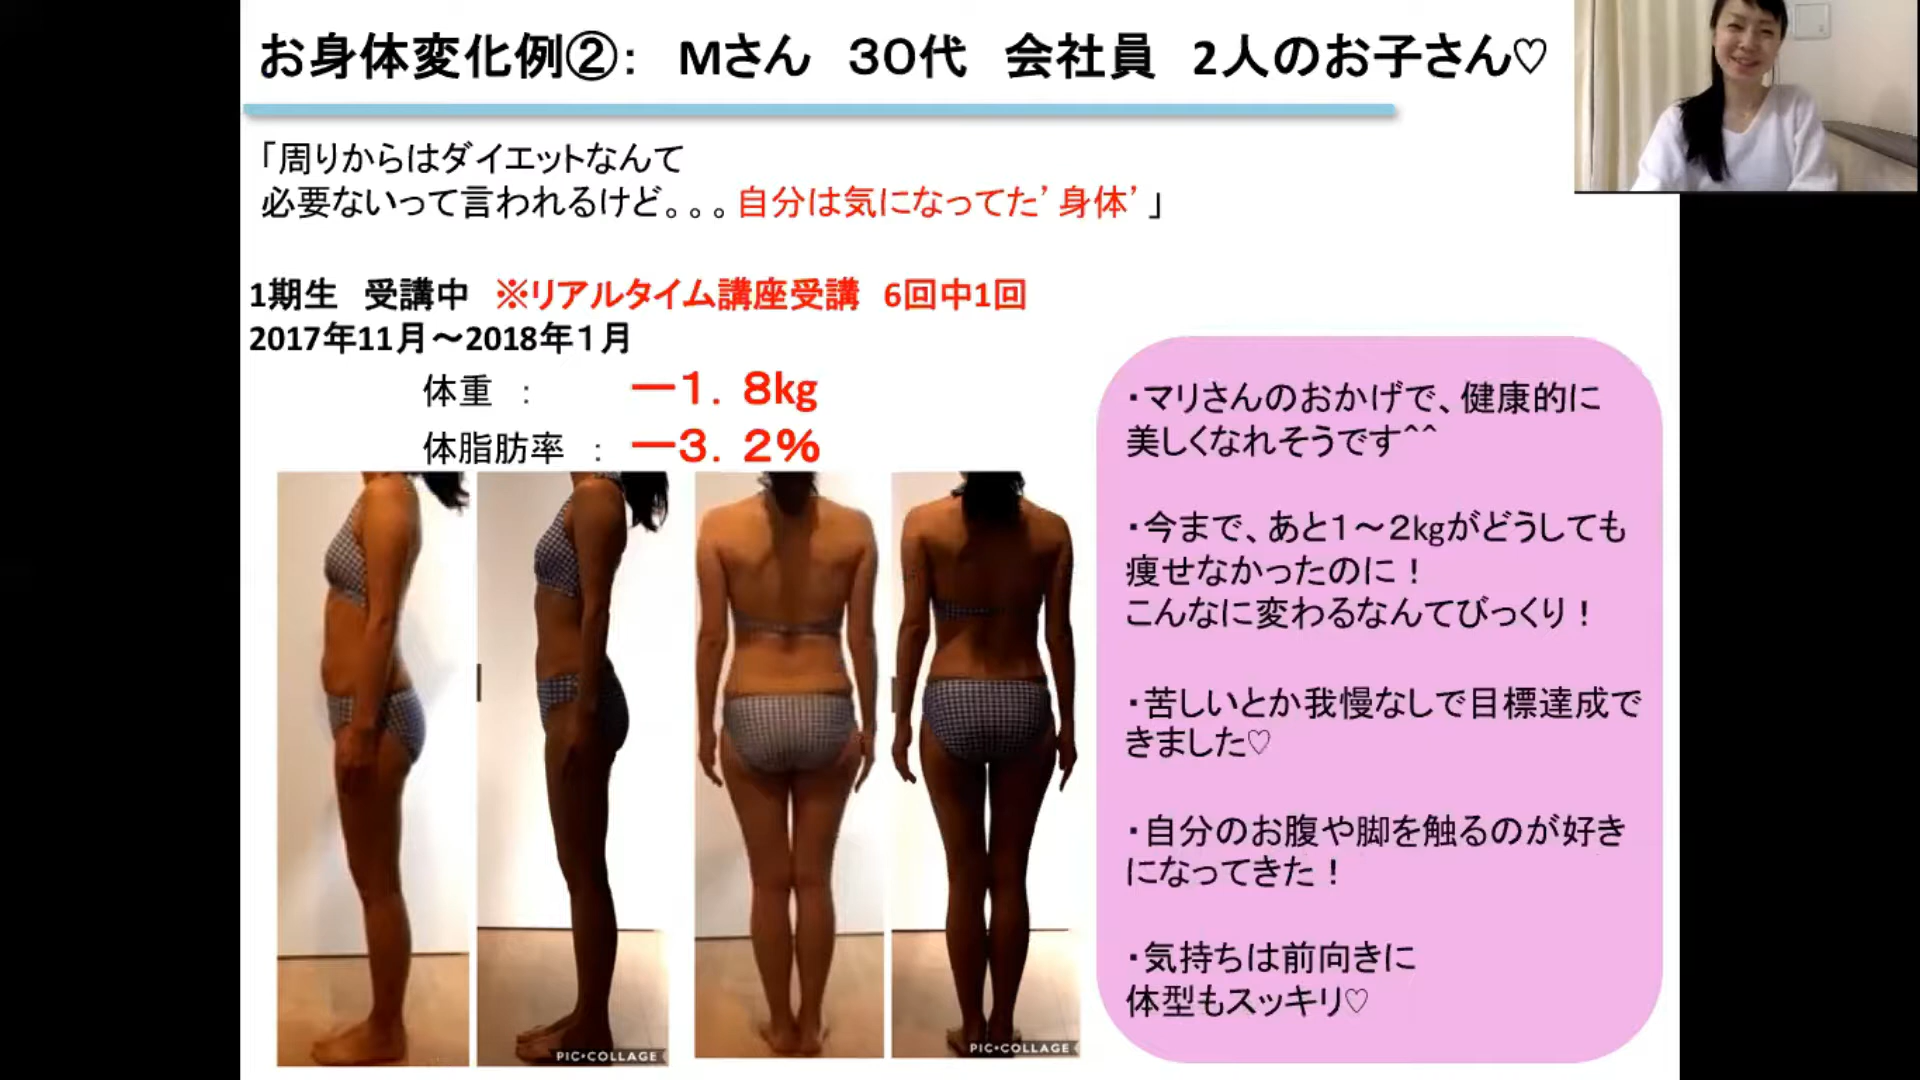 お身体変化例②： Mさん 30代 会社員 2人のお子さん♡
「周りからはダイエットなんて
必要ないって言われるけど。。。自分は気になってた’身体’」
1期生 受講中 ※リアルタイム講座受講 6回中1回
2017年11月～2018年１月
体重 ： ー１．８kg
体脂肪率 ： ー３．２％
・マリさんのおかげで、健康的に
美しくなれそうです^^
・今まで、あと１～２kgがどうしても
痩せなかったのに！
こんなに変わるなんてびっくり！
・苦しいとか我慢なしで目標達成で
きました♡
・自分のお腹や脚を触るのが好き
になってきた！
・気持ちは前向きに
体型もスッキリ♡
PIC•COLLAGE
PIC•COLLAGE